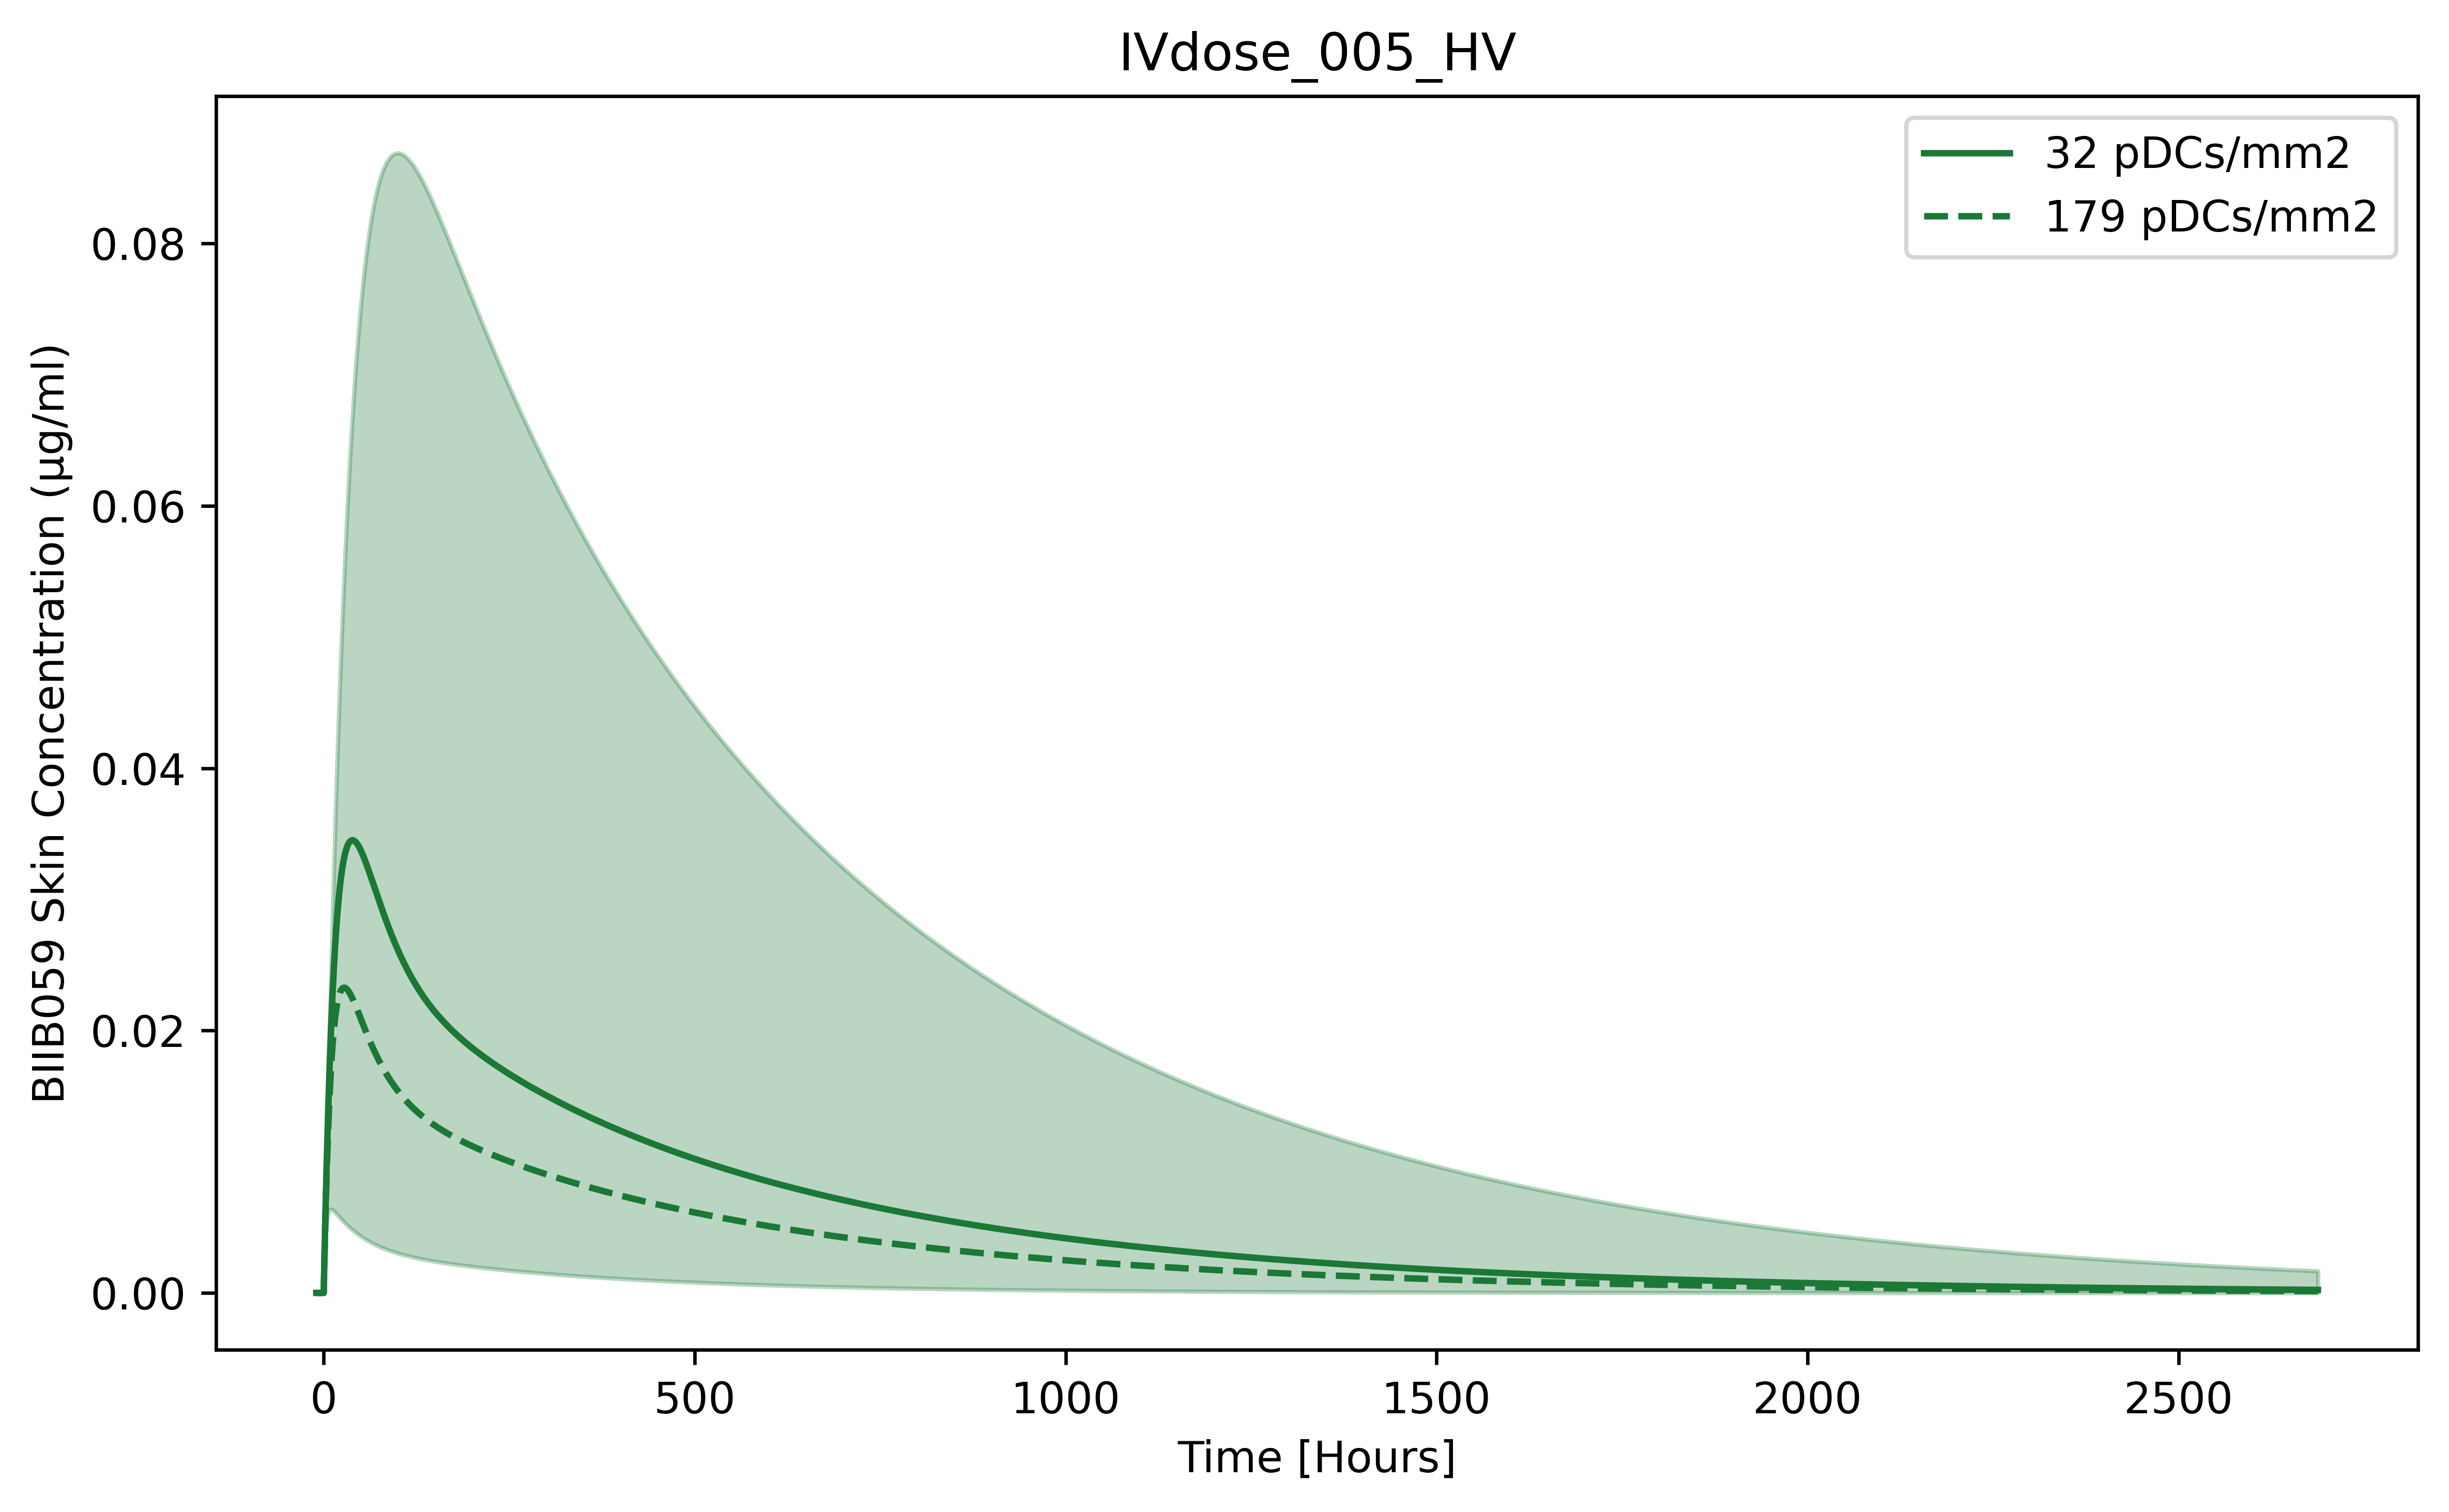 IVdose_005_HV
32 pDCs/mm2
179 pDCs/mm2
BIIB059 Skin Concentration (µg/ml)
0.08
0.06
0.04
0.02
0.00
0
500
1000
1500
2000
2500
Time [Hours]